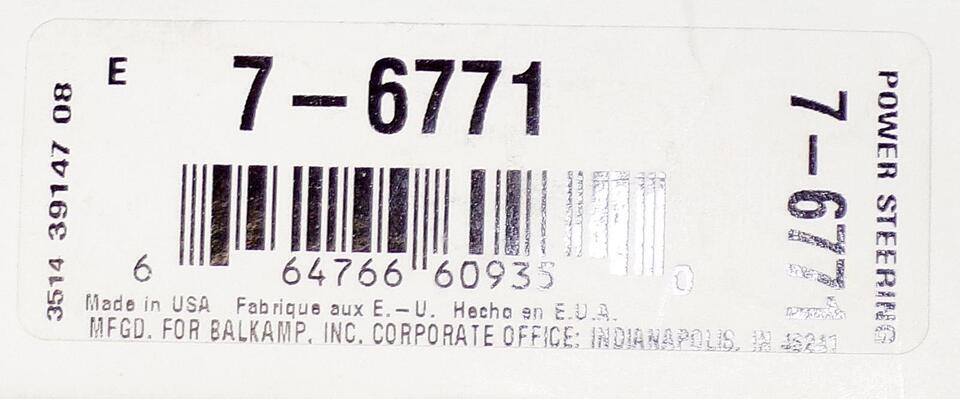 E 7-6771
3514 39147 08
6 64766 60935 0
Made in USA Fabrique aux E.-U. Hecho en E.U.A.
MFGD. FOR BALKAMP, INC. CORPORATE OFFICE: INDIANAPOLIS, IN 46241
7-6771
POWER STEERING